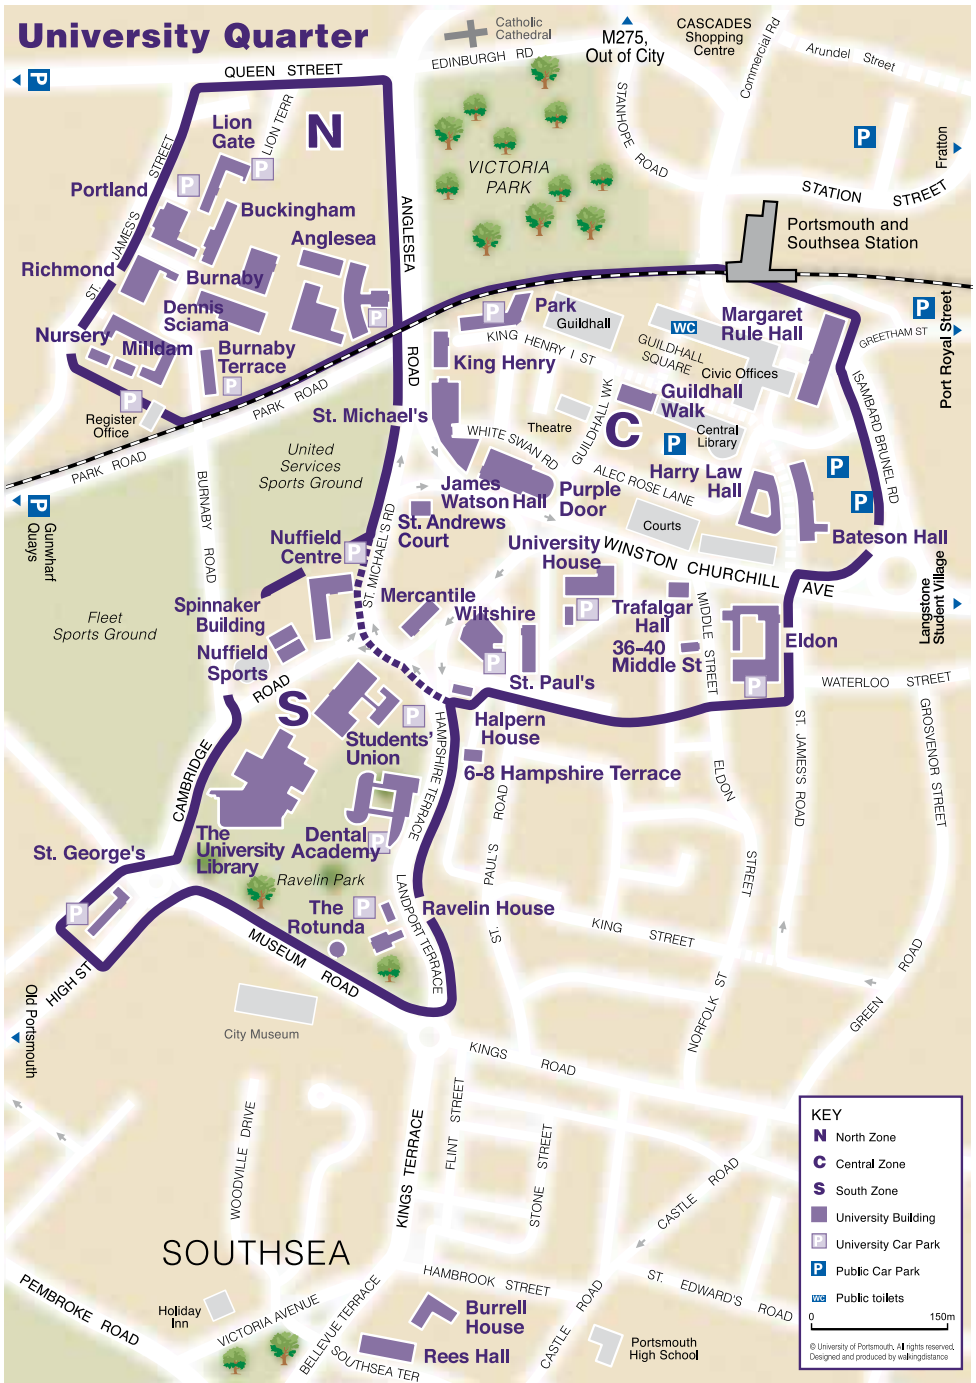 University Quarter
Catholic
Cathedral
M275,
Out of City
CASCADES
Shopping
Centre
Commercial Rd
Arundel Street
EDINBURGH RD
QUEEN STREET
P
STANHOPE ROAD
Lion
Gate
LION TERR
N
P
P
Fratton
VICTORIA
PARK
STATION STREET
Portland
P
ST. JAMES'S STREET
Buckingham
ANGLESEA ROAD
Portsmouth and
Southsea Station
Anglesea
Richmond
Burnaby
Dennis
Sciama
P
Nursery
Milldam
Burnaby
Terrace
P
P
Park
P
Guildhall
WC
Margaret
Rule Hall
P
GREETHAM ST
Port Royal Street
KING HENRY I ST
GUILDHALL
SQUARE
Civic Offices
King Henry
Guildhall
Walk
GUILDHALL WK
ISAMBARD BRUNEL RD
Register
Office
PARK ROAD
St. Michael's
Theatre
C
Central
Library
P
WHITE SWAN RD
United
Services
Sports Ground
PARK ROAD
BURNABY ROAD
ALEC ROSE LANE
Harry Law
Hall
P
P
James
Watson Hall
Purple
Door
P
Gunwharf
Quays
St. Andrews
Court
Courts
Nuffield
Centre
P
ST. MICHAEL'S RD
University
House
WINSTON CHURCHILL AVE
Bateson Hall
Langstone
Student Village
Spinnaker
Building
Mercantile
Wiltshire
P
Trafalgar
Hall
MIDDLE STREET
Fleet
Sports Ground
36-40
Middle St
Eldon
Nuffield
Sports
P
St. Paul's
P
WATERLOO STREET
CAMBRIDGE ROAD
S
P
Students'
Union
HAMPSHIRE TERRACE
Halpern
House
6-8 Hampshire Terrace
ELDON STREET
ST. JAMES'S ROAD
GROSVENOR STREET
The
University
Library
Dental
Academy
P
ST. PAUL'S ROAD
St. George's
Ravelin Park
LANDPORT TERRACE
P
The
Rotunda
P
Ravelin House
KING STREET
MUSEUM ROAD
HIGH ST
Old Portsmouth
City Museum
NORFOLK ST
GREEN ROAD
KINGS ROAD
WOODVILLE DRIVE
KINGS TERRACE
FLINT STREET
STONE STREET
CASTLE ROAD
SOUTHSEA
PEMBROKE ROAD
Holiday
Inn
VICTORIA AVENUE
BELLEVUE TERRACE
HAMBROOK STREET
Burrell
House
SOUTHSEA TER
Rees Hall
CASTLE ROAD
ST. EDWARD'S ROAD
Portsmouth
High School
KEY
N North Zone
C Central Zone
S South Zone
University Building
P University Car Park
P Public Car Park
WC Public toilets
0 150m
© University of Portsmouth. All rights reserved.
Designed and produced by walkingdistance